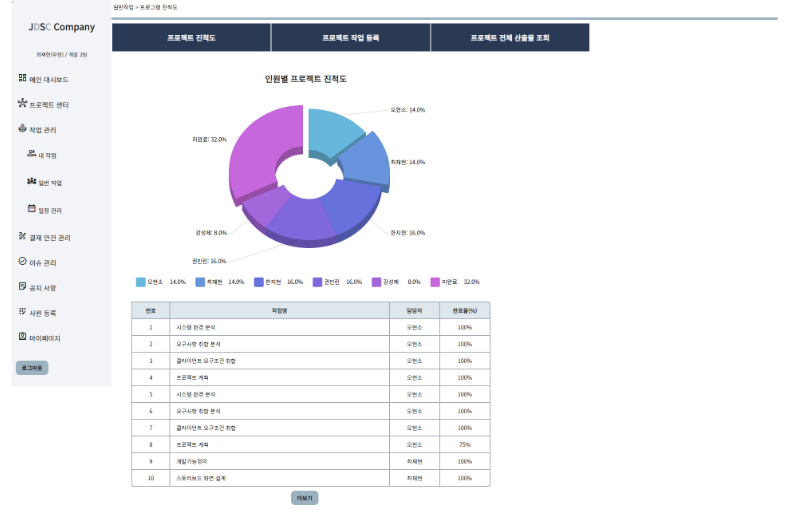 일반작업 > 프로그램 진척도
JDSC Company
최재현(부장) / 개발 2팀
메인 대시보드
프로젝트 센터
작업 관리
내 작업
일반 작업
일정 관리
결재 안건 관리
이슈 관리
공지 사항
사원 등록
마이페이지
로그아웃
프로젝트 진척도 프로젝트 작업 등록 프로젝트 전체 산출물 조회
인원별 프로젝트 진척도
오현소: 14.0%
미완료: 32.0%
최재현: 14.0%
강성제: 8.0%
한지현: 16.0%
권민린: 16.0%
오현소 14.0% 최재현 14.0% 한지현 16.0% 권민린 16.0% 강성제 8.0% 미완료 32.0%
번호 작업명 담당자 완료율(%)
1 시스템 환경 분석 오현소 100%
2 요구사항 취합 분석 오현소 100%
3 클라이언트 요구조건 취합 오현소 100%
4 프로젝트 계획 오현소 100%
5 시스템 환경 분석 오현소 100%
6 요구사항 취합 분석 오현소 100%
7 클라이언트 요구조건 취합 오현소 100%
8 프로젝트 계획 오현소 75%
9 개발기능정의 최재현 100%
10 스토리보드 화면 설계 최재현 100%
더보기